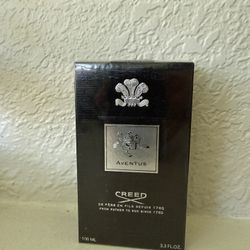 AVENTUS
CREED
DE PÈRE EN FILS DEPUIS 1760
FROM FATHER TO SON SINCE 1760
100 ML
3.3 FL.OZ